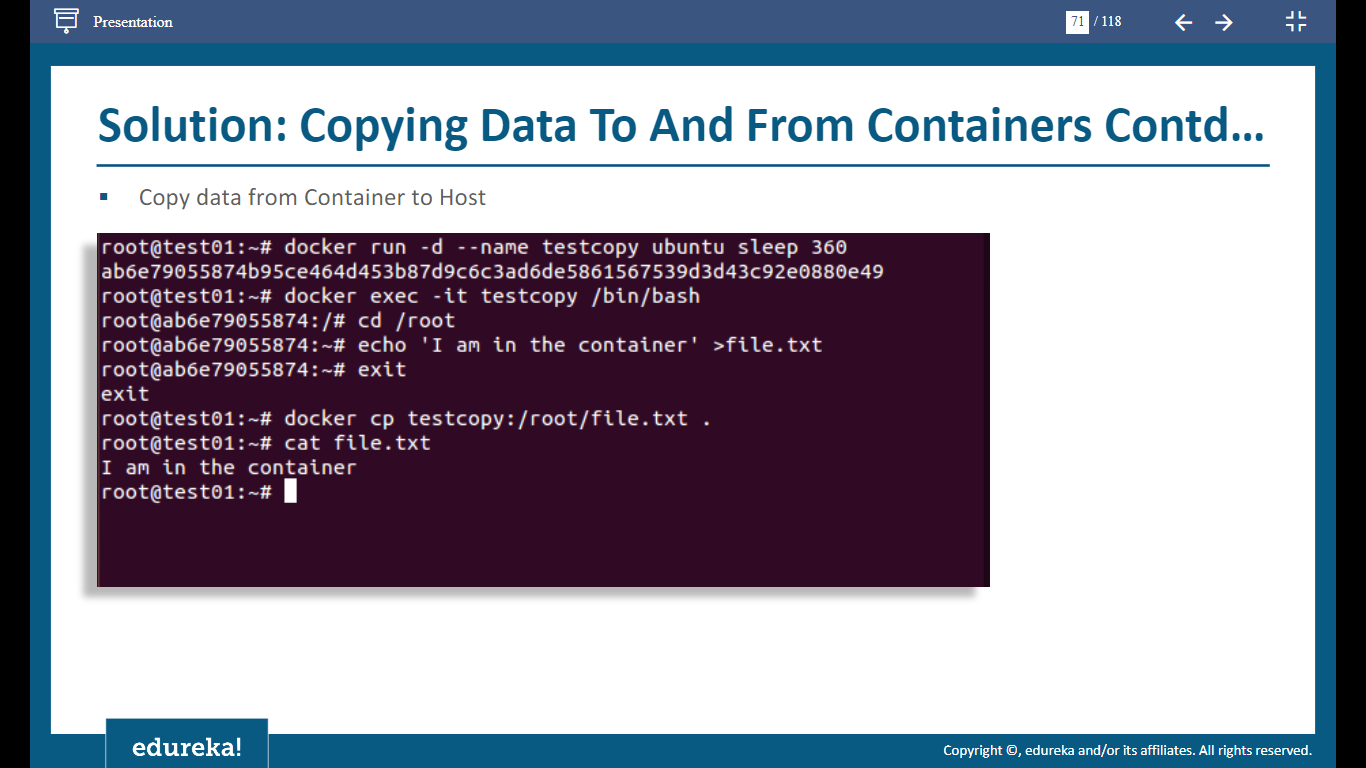 Presentation
71 / 118
Solution: Copying Data To And From Containers Contd...
▪ Copy data from Container to Host
root@test01:~# docker run -d --name testcopy ubuntu sleep 360
ab6e79055874b95ce464d453b87d9c6c3ad6de5861567539d3d43c92e0880e49
root@test01:~# docker exec -it testcopy /bin/bash
root@ab6e79055874:/# cd /root
root@ab6e79055874:~# echo 'I am in the container' >file.txt
root@ab6e79055874:~# exit
exit
root@test01:~# docker cp testcopy:/root/file.txt .
root@test01:~# cat file.txt
I am in the container
root@test01:~#
edureka!
Copyright ©, edureka and/or its affiliates. All rights reserved.